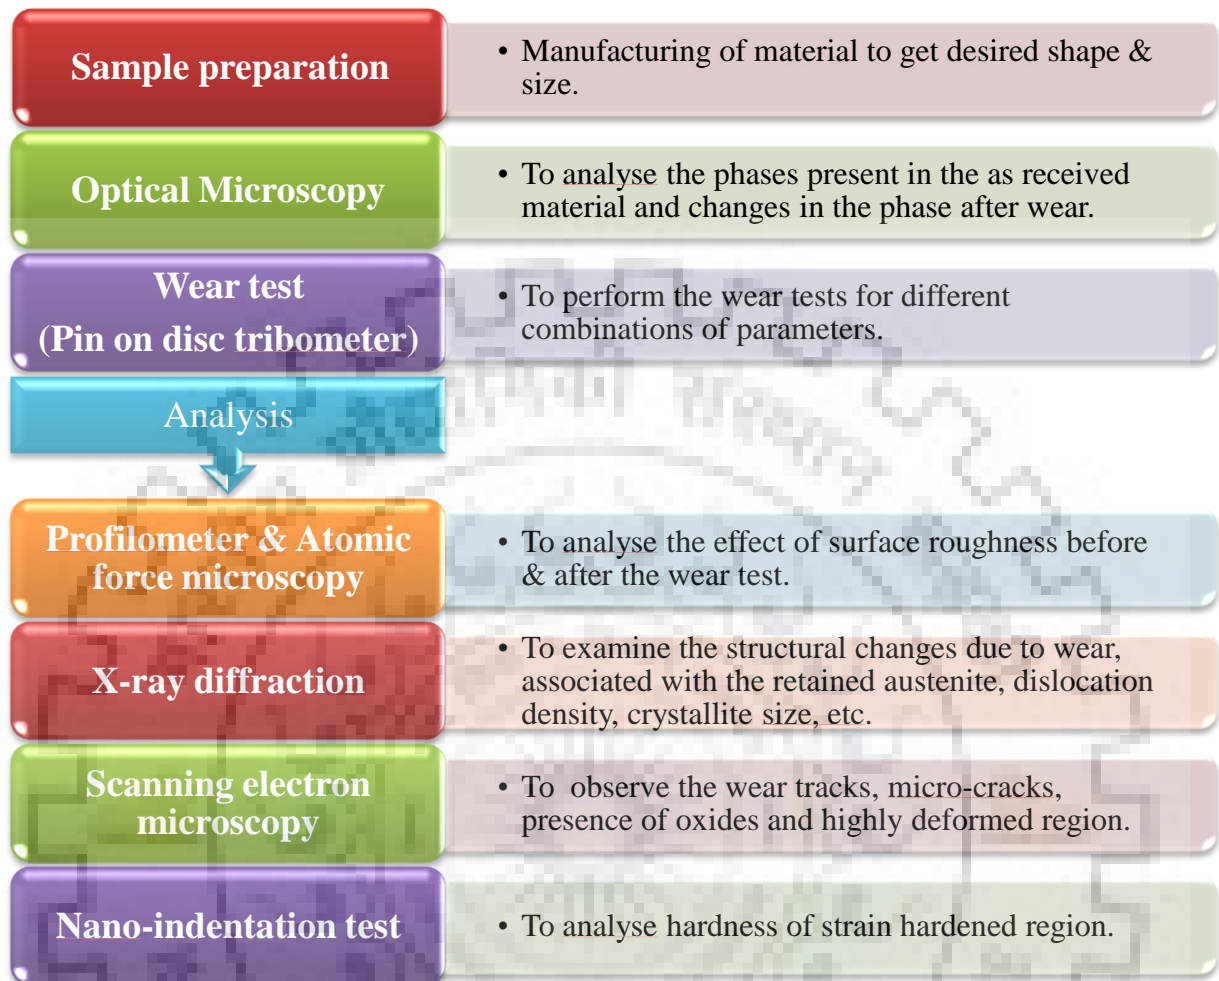 Sample preparation
• Manufacturing of material to get desired shape &
size.
Optical Microscopy
• To analyse the phases present in the as received
material and changes in the phase after wear.
Wear test
(Pin on disc tribometer)
• To perform the wear tests for different
combinations of parameters.
Analysis
Profilometer & Atomic
force microscopy
• To analyse the effect of surface roughness before
& after the wear test.
X-ray diffraction
• To examine the structural changes due to wear,
associated with the retained austenite, dislocation
density, crystallite size, etc.
Scanning electron
microscopy
• To  observe the wear tracks, micro-cracks,
presence of oxides and highly deformed region.
Nano-indentation test
• To analyse hardness of strain hardened region.